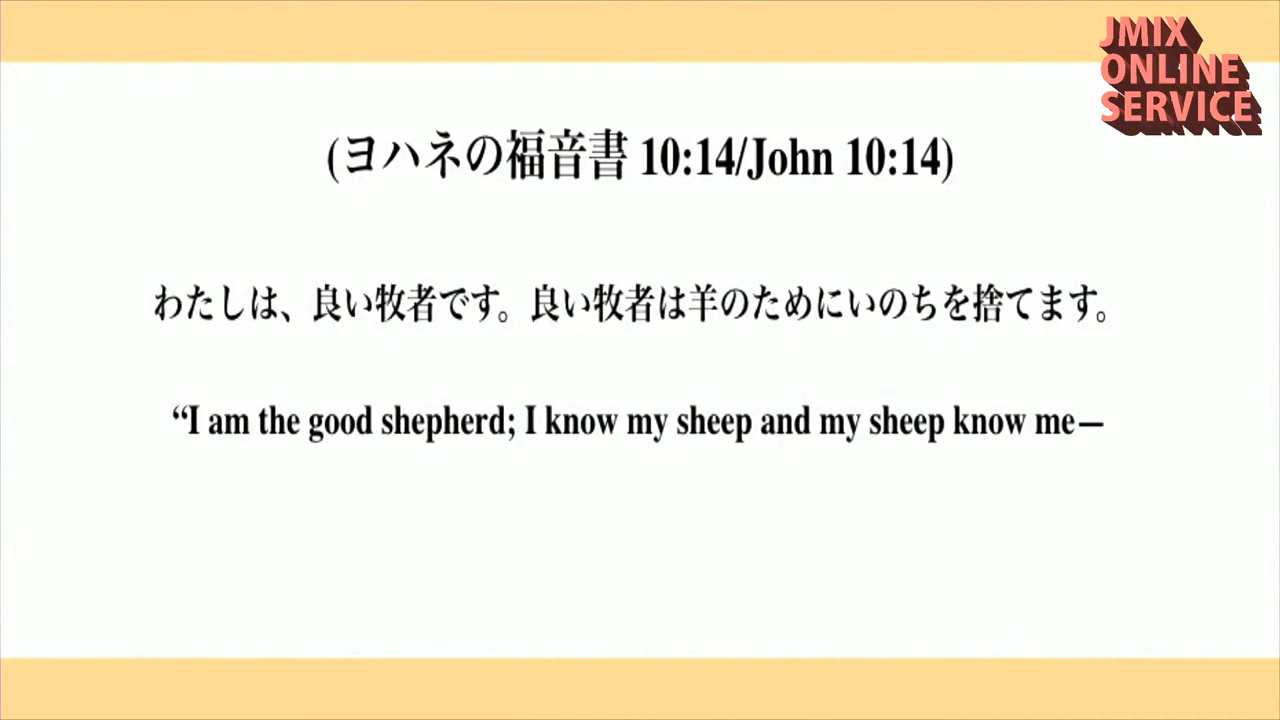 JMIX
ONLINE
SERVICE
(ヨハネの福音書 10:14/John 10:14)
わたしは、良い牧者です。良い牧者は羊のためにいのちを捨てます。
“I am the good shepherd; I know my sheep and my sheep know me—